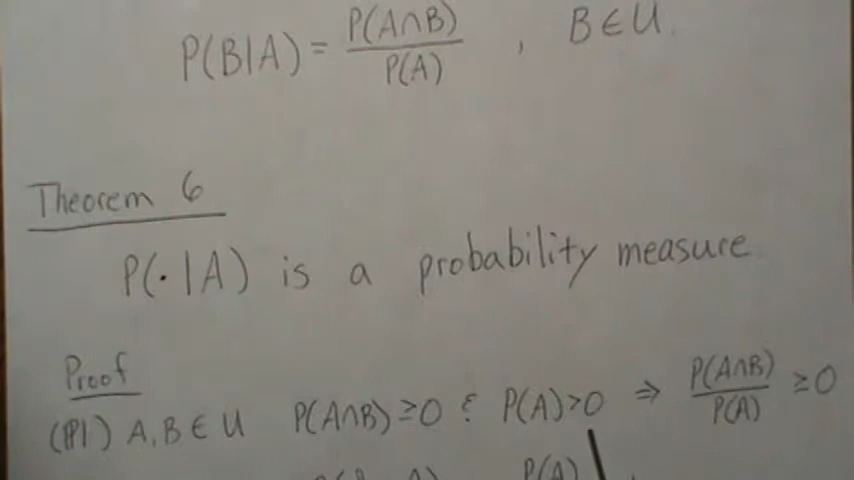 P(B|A) = P(A∩B) / P(A) , B ∈ U.
Theorem 6
P(·|A) is a probability measure
Proof
(P1) A, B ∈ U P(A∩B) ≥ 0 & P(A) > 0 ⇒ P(A∩B) / P(A) ≥ 0
P(A)